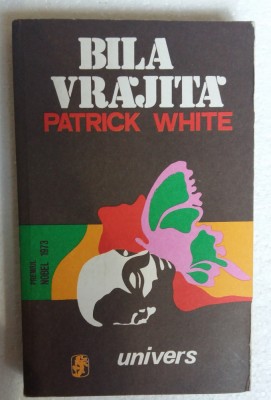 BILA
VRĂJITĂ
PATRICK WHITE
PREMIUL
NOBEL 1973
univers